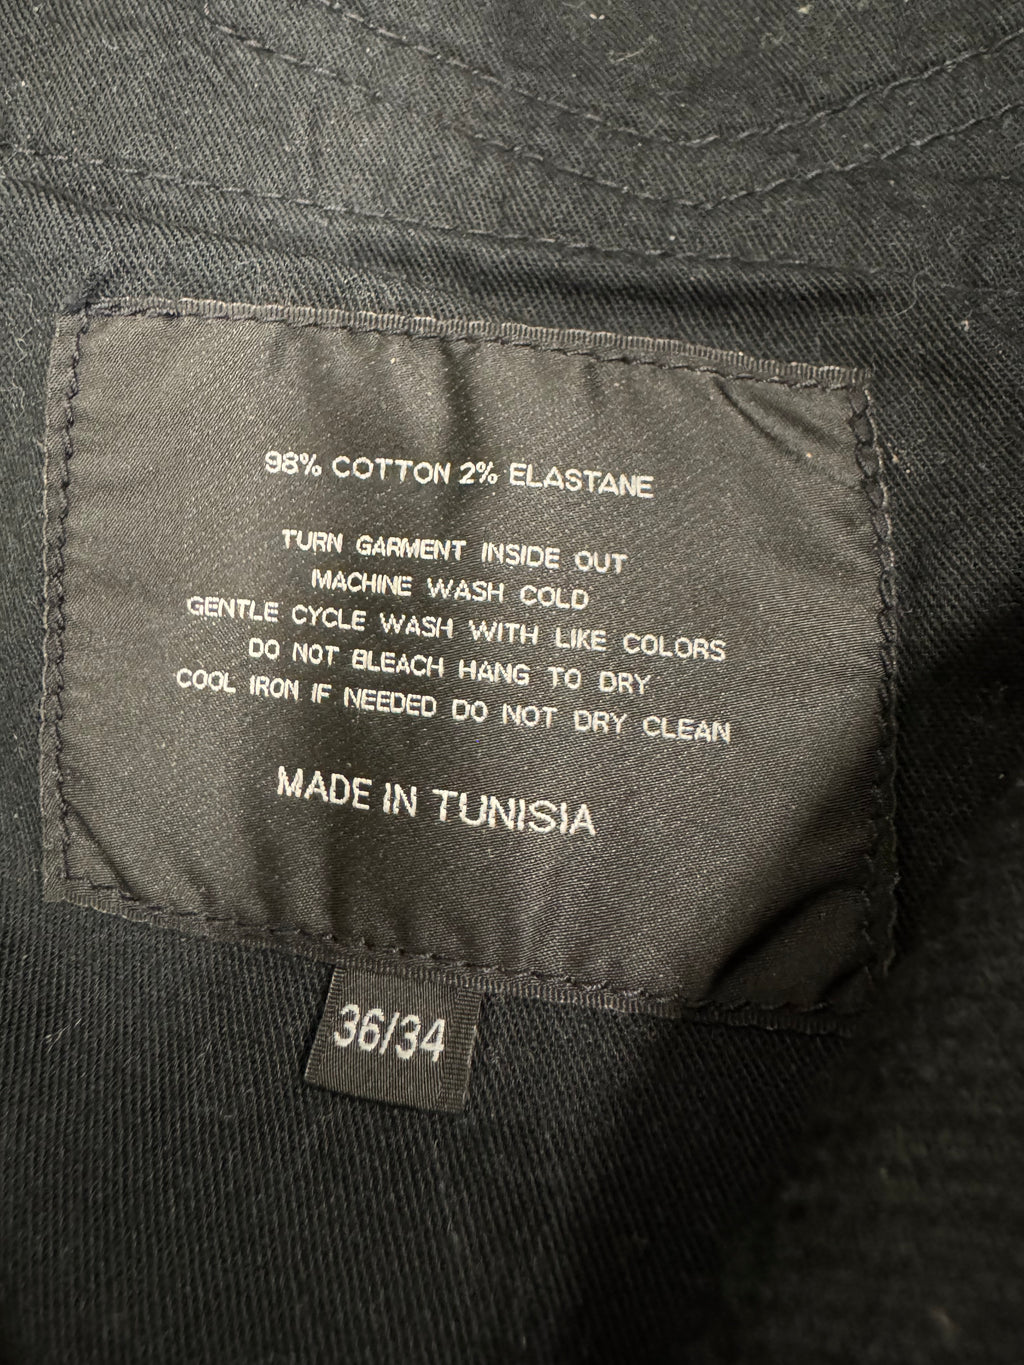 98% COTTON 2% ELASTANE
TURN GARMENT INSIDE OUT
MACHINE WASH COLD
GENTLE CYCLE WASH WITH LIKE COLORS
DO NOT BLEACH HANG TO DRY
COOL IRON IF NEEDED DO NOT DRY CLEAN
MADE IN TUNISIA
36/34